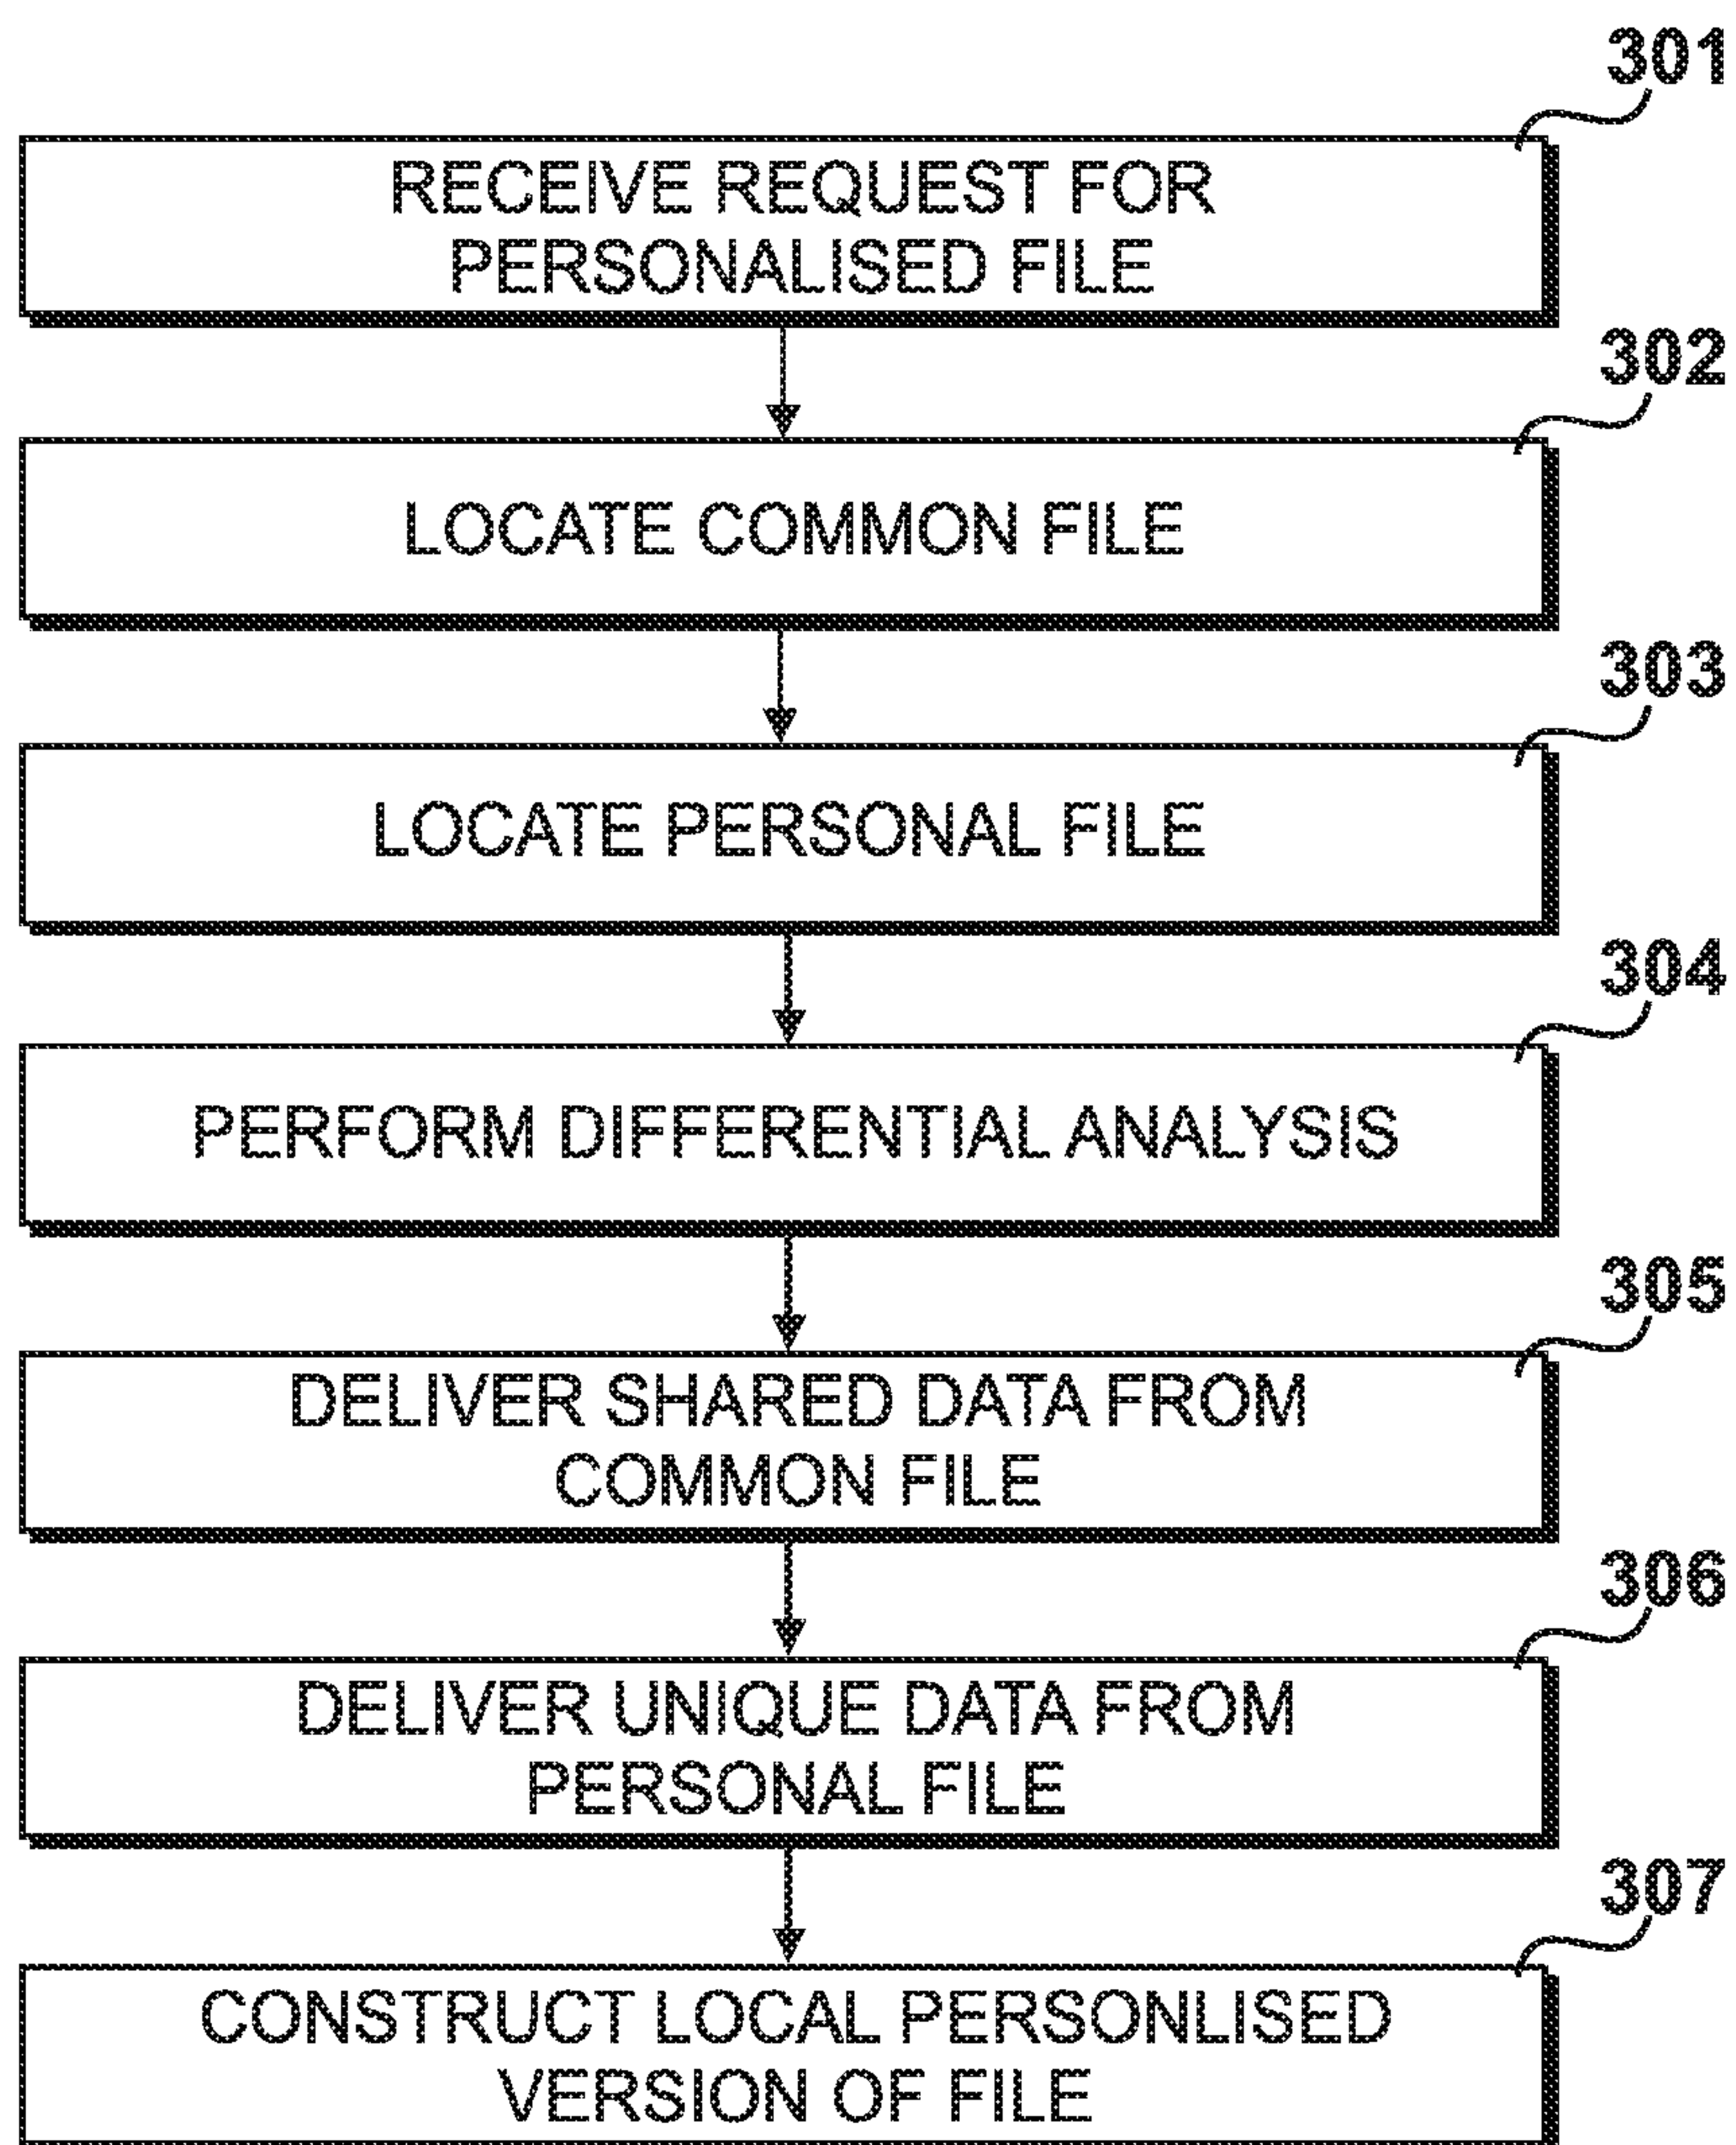 301
RECEIVE REQUEST FOR
PERSONALISED FILE
302
LOCATE COMMON FILE
303
LOCATE PERSONAL FILE
304
PERFORM DIFFERENTIAL ANALYSIS
305
DELIVER SHARED DATA FROM
COMMON FILE
306
DELIVER UNIQUE DATA FROM
PERSONAL FILE
307
CONSTRUCT LOCAL PERSONLISED
VERSION OF FILE